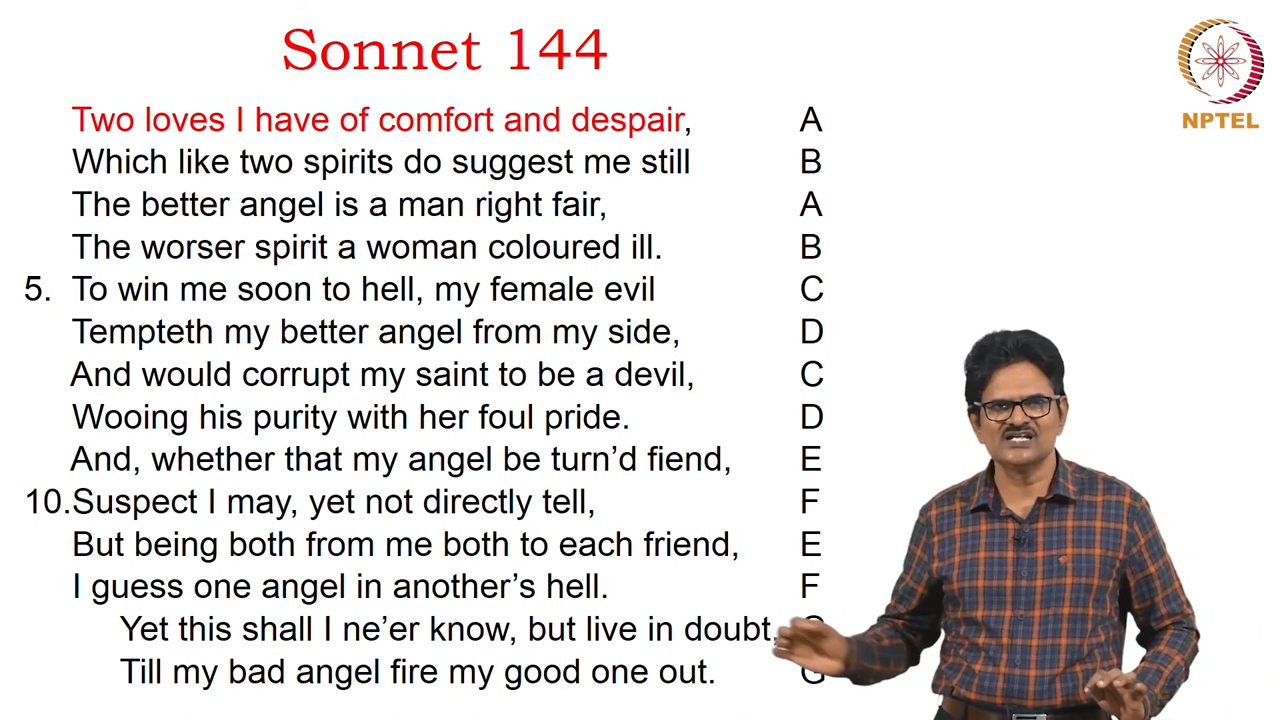 Sonnet 144
NPTEL
Two loves I have of comfort and despair, A
Which like two spirits do suggest me still B
The better angel is a man right fair, A
The worser spirit a woman coloured ill. B
5. To win me soon to hell, my female evil C
Tempteth my better angel from my side, D
And would corrupt my saint to be a devil, C
Wooing his purity with her foul pride. D
And, whether that my angel be turn’d fiend, E
10. Suspect I may, yet not directly tell, F
But being both from me both to each friend, E
I guess one angel in another’s hell. F
Yet this shall I ne’er know, but live in doubt,
Till my bad angel fire my good one out. G